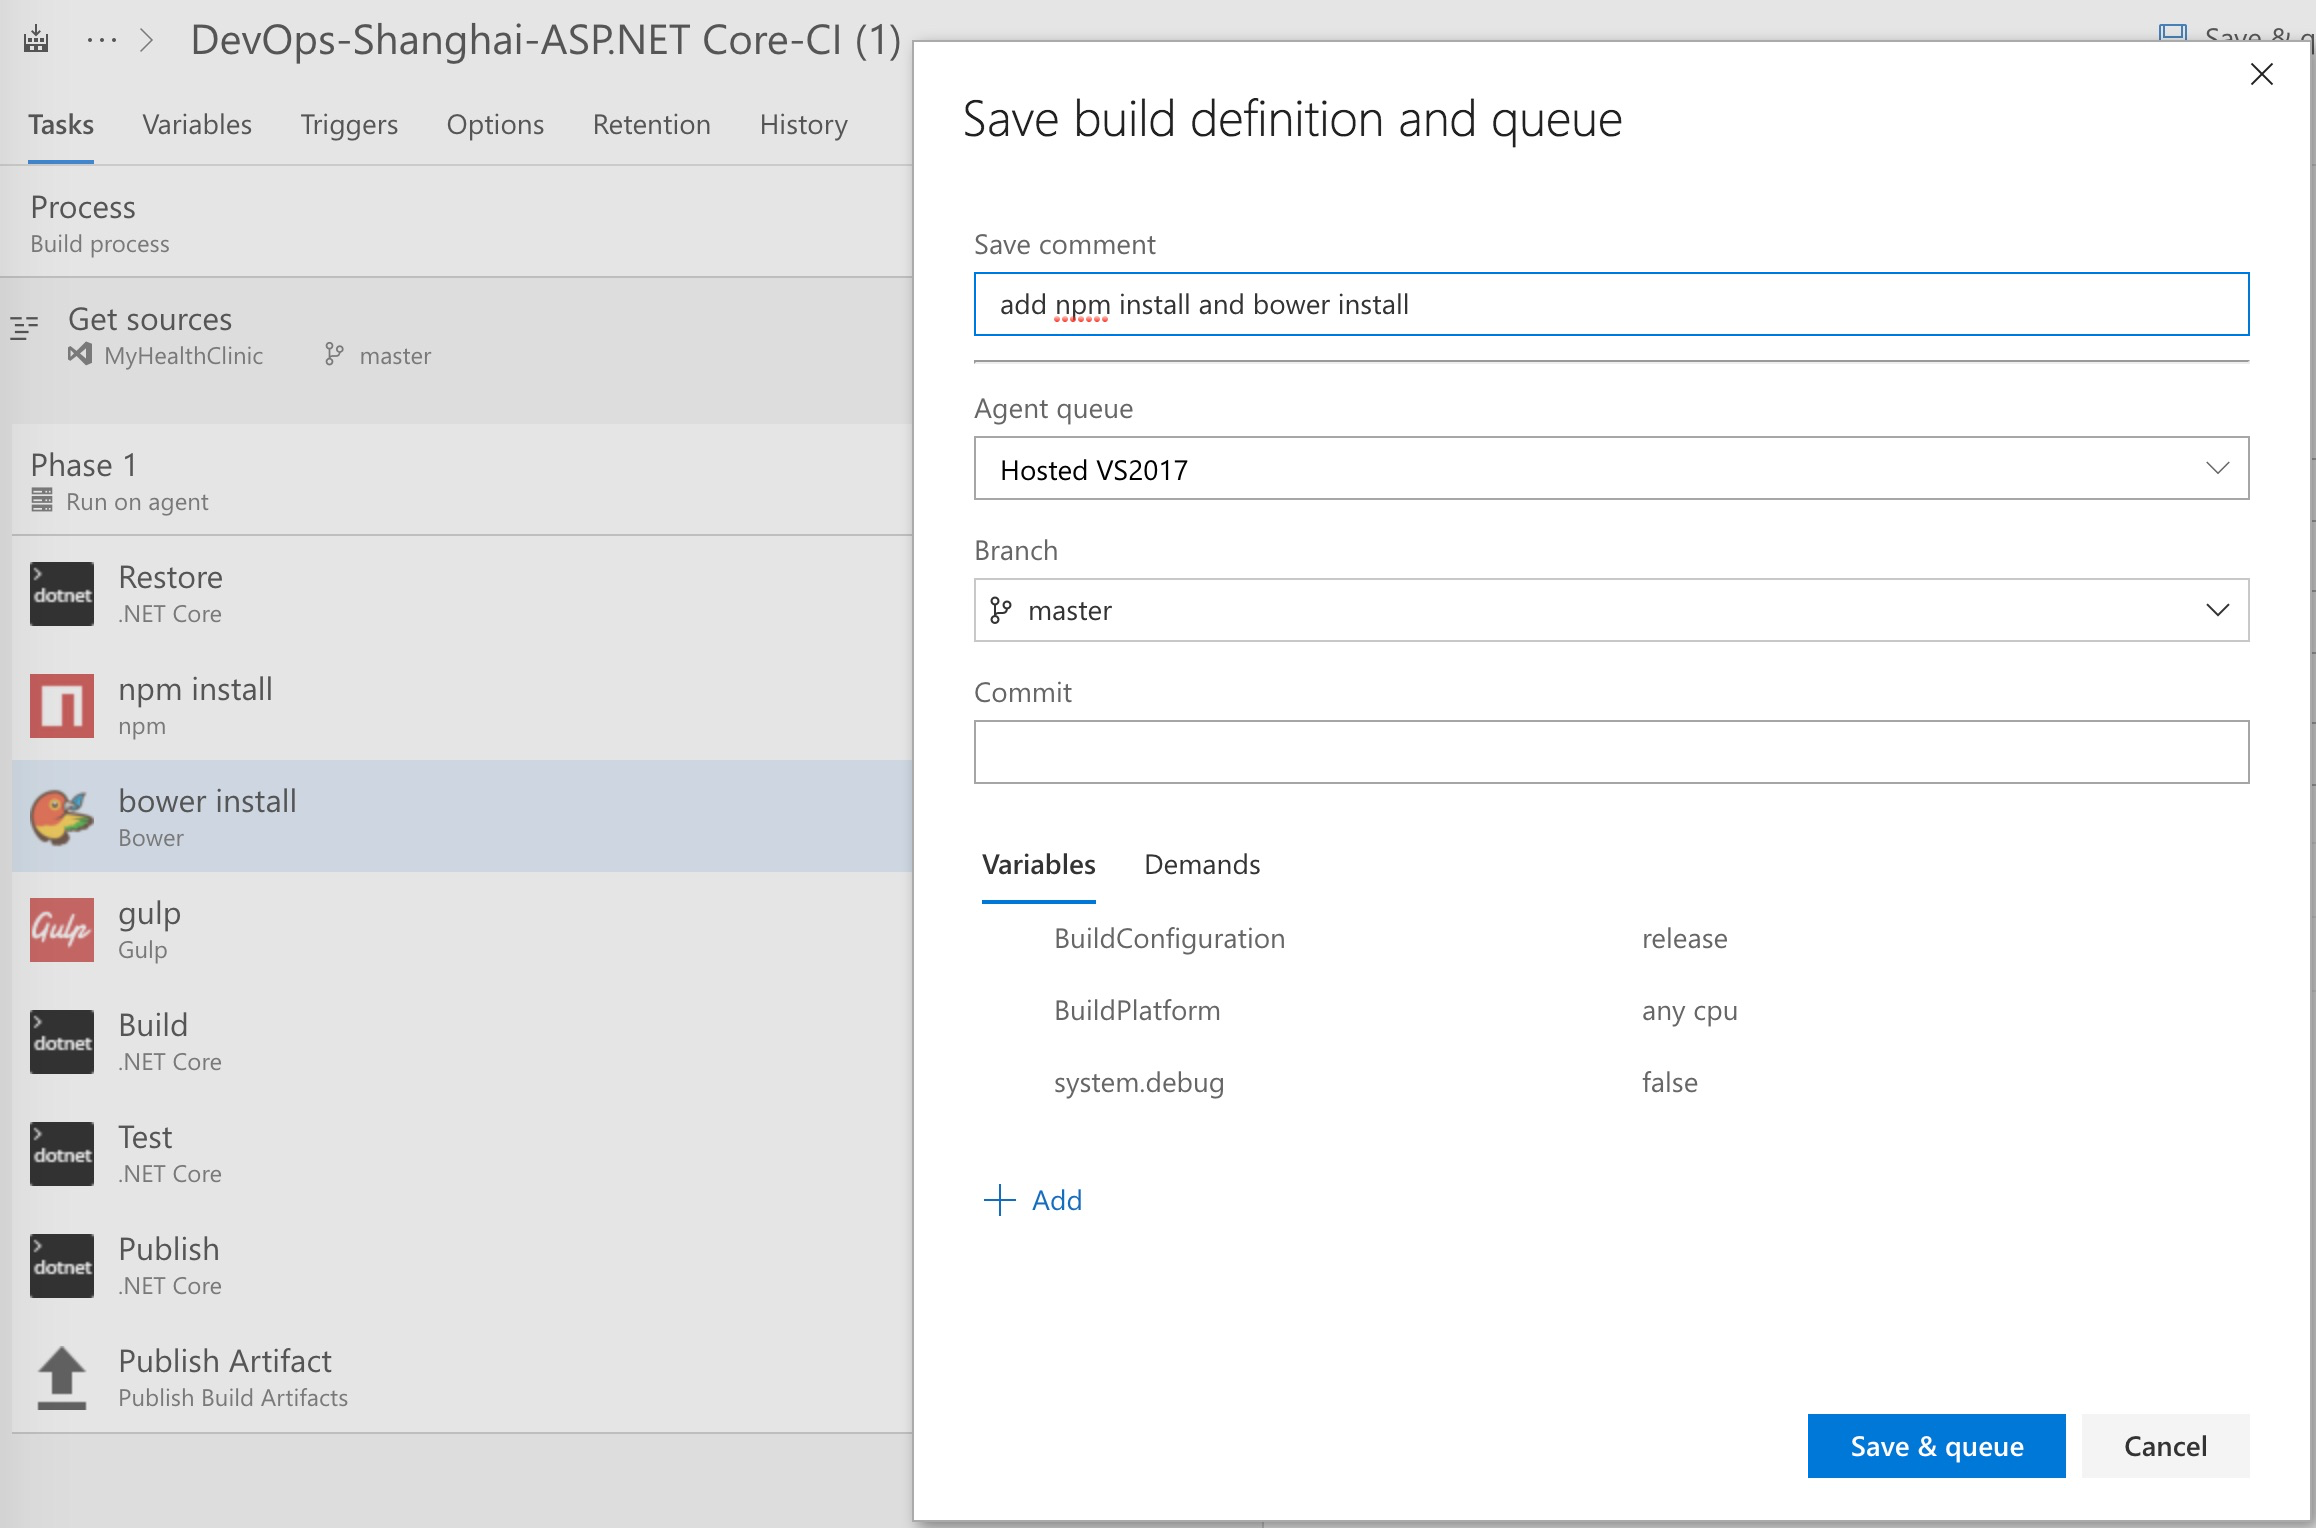 DevOps-Shanghai-ASP.NET Core-CI (1)
Save & q
Tasks
Variables
Triggers
Options
Retention
History
Process
Build process
Get sources
MyHealthClinic
master
Phase 1
Run on agent
dotnet
Restore
.NET Core
npm install
npm
bower install
Bower
Gulp
gulp
Gulp
dotnet
Build
.NET Core
dotnet
Test
.NET Core
dotnet
Publish
.NET Core
Publish Artifact
Publish Build Artifacts
Save build definition and queue
Save comment
add npm install and bower install
Agent queue
Hosted VS2017
Branch
master
Commit
Variables
Demands
BuildConfiguration
release
BuildPlatform
any cpu
system.debug
false
Add
Save & queue
Cancel